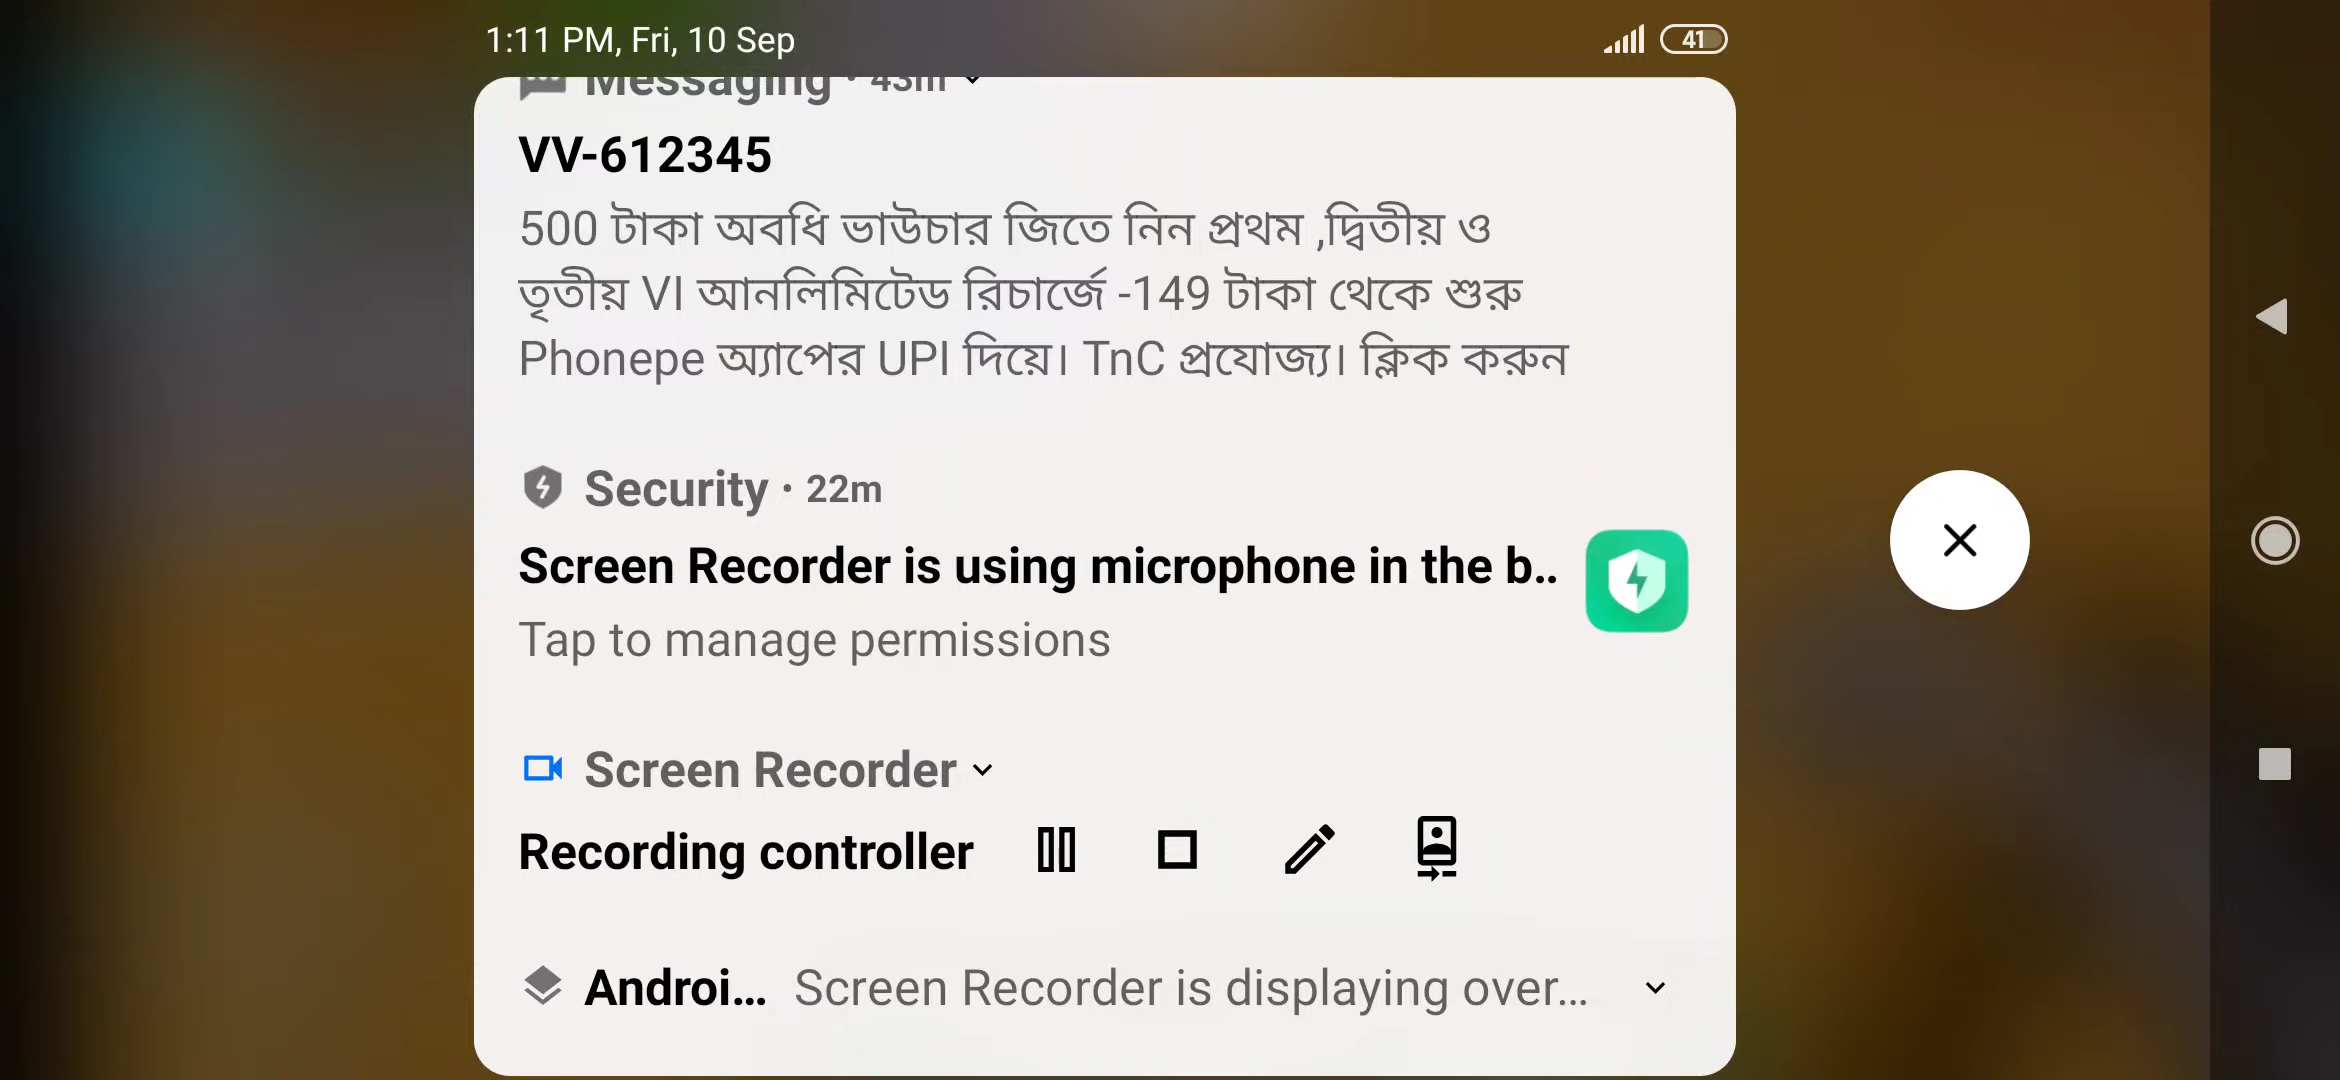 1:11 PM, Fri, 10 Sep
41
Messaging · 43m
VV-612345
500 টাকা অবধি ভাউচার জিতে নিন প্রথম ,দ্বিতীয় ও
তৃতীয় VI আনলিমিটেড রিচার্জে -149 টাকা থেকে শুরু
Phonepe অ্যাপের UPI দিয়ে। TnC প্রযোজ্য। ক্লিক করুন
Security · 22m
Screen Recorder is using microphone in the b..
Tap to manage permissions
Screen Recorder
Recording controller
Androi... Screen Recorder is displaying over...